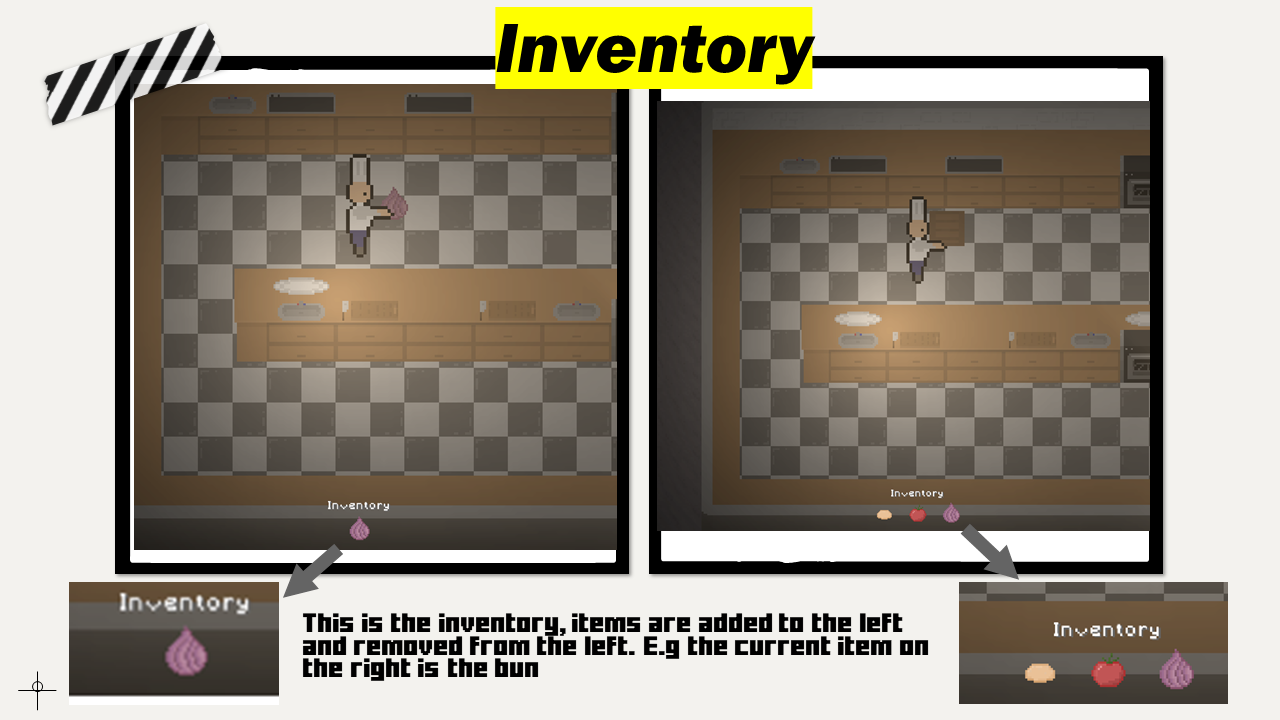 Inventory
Inventory
Inventory
Inventory
This is the inventory, items are added to the left
and removed from the left. E.g the current item on
the right is the bun
Inventory